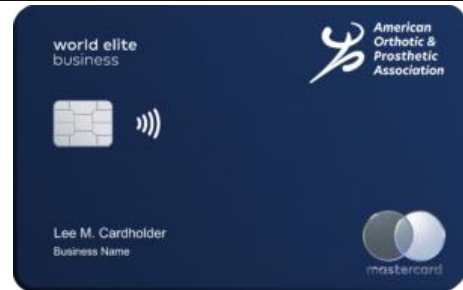 world elite
business
American
Orthotic &
Prosthetic
Association
Lee M. Cardholder
Business Name
mastercard